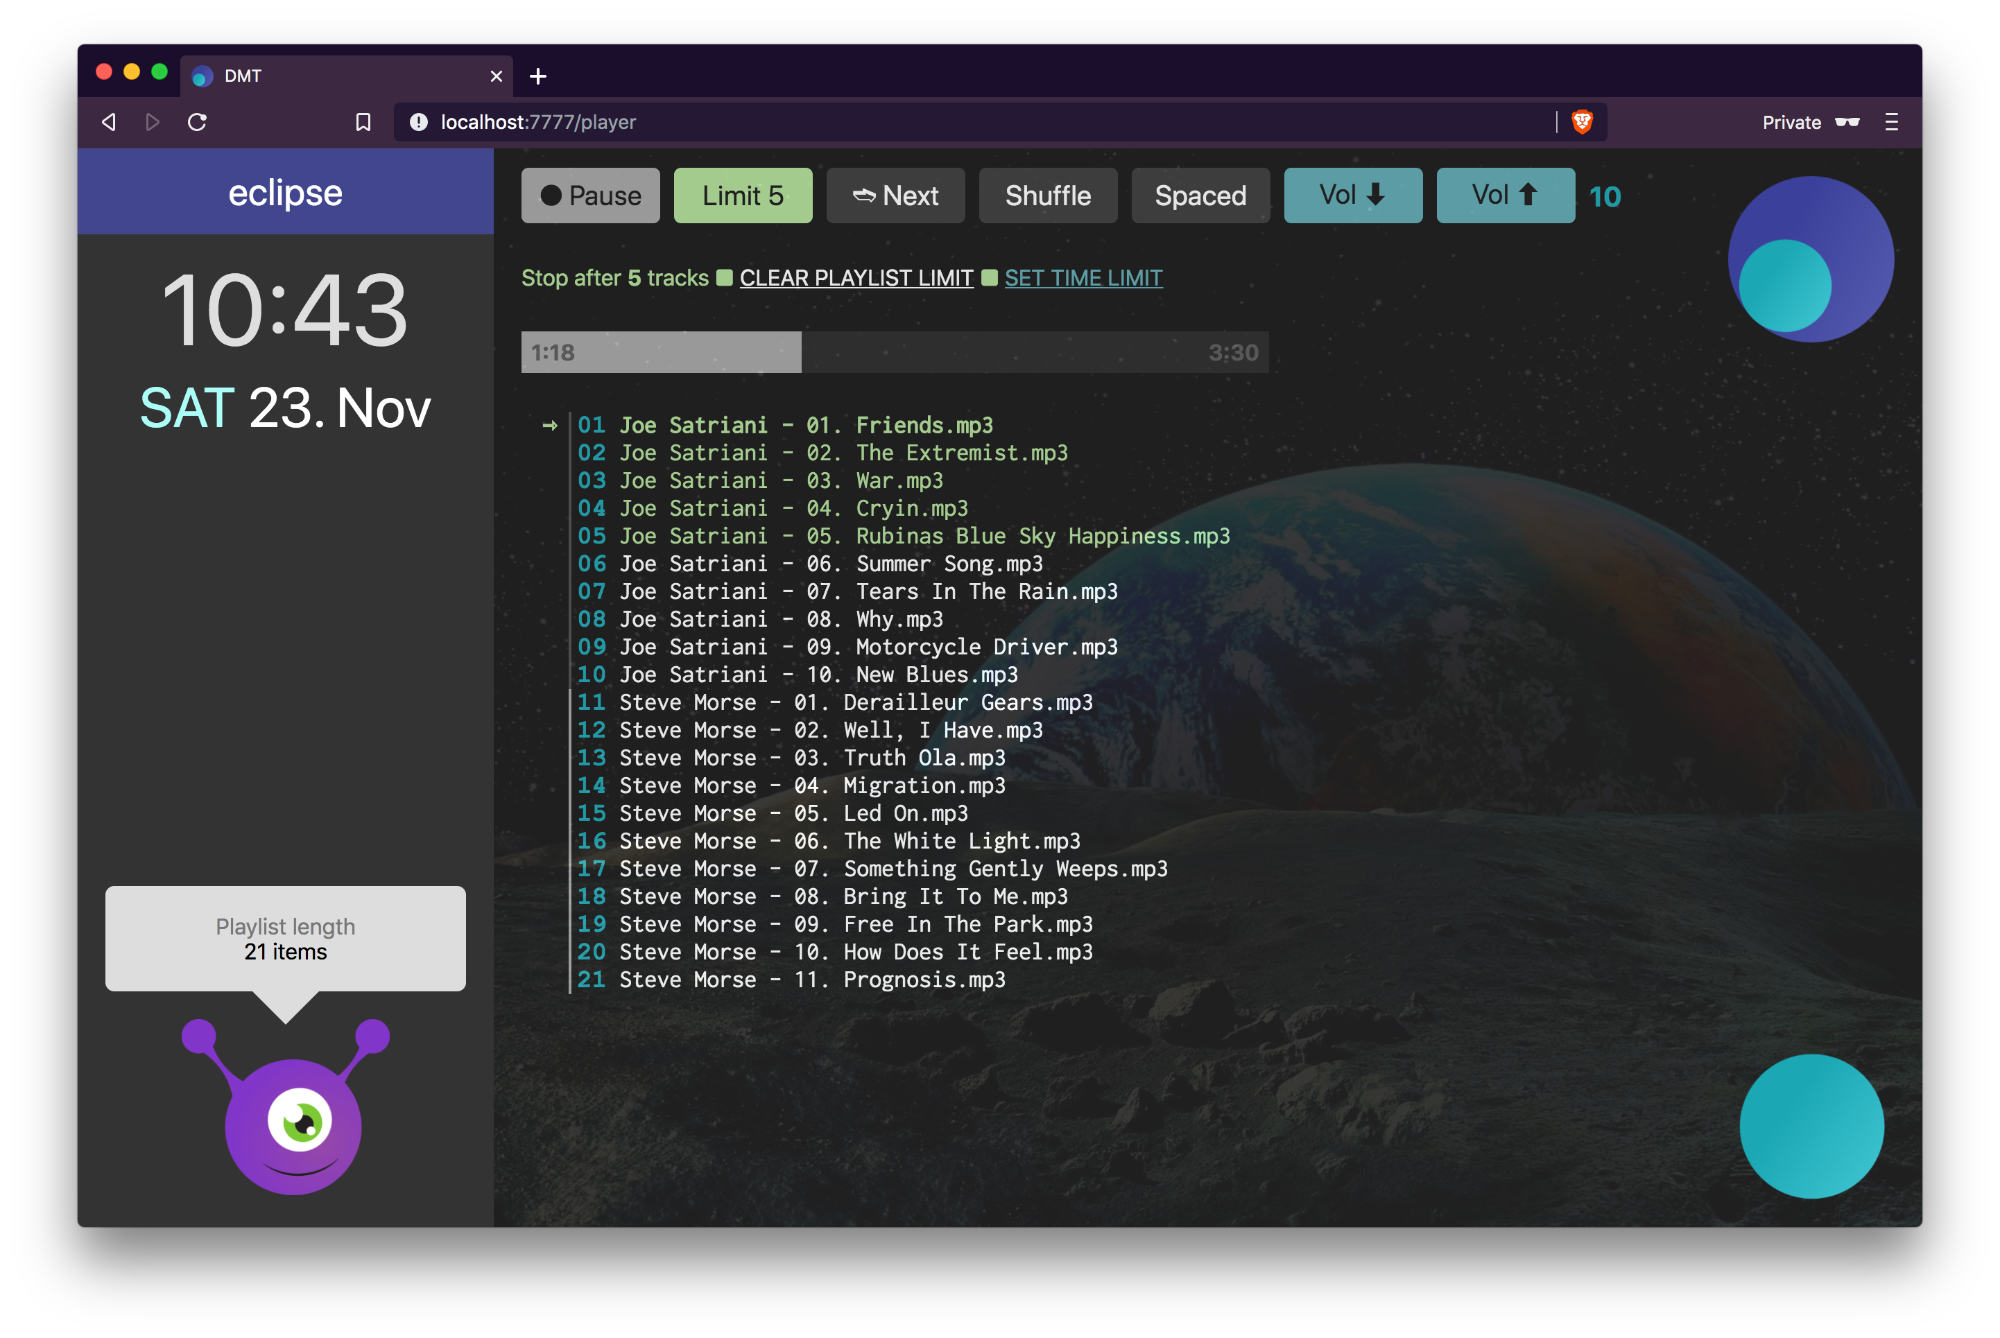 DMT
localhost:7777/player
Private
eclipse
10:43
SAT 23. Nov
Playlist length
21 items
Pause
Limit 5
Next
Shuffle
Spaced
Vol
Vol
10
Stop after 5 tracks CLEAR PLAYLIST LIMIT SET TIME LIMIT
1:18 3:30
→ 01 Joe Satriani - 01. Friends.mp3
02 Joe Satriani - 02. The Extremist.mp3
03 Joe Satriani - 03. War.mp3
04 Joe Satriani - 04. Cryin.mp3
05 Joe Satriani - 05. Rubinas Blue Sky Happiness.mp3
06 Joe Satriani - 06. Summer Song.mp3
07 Joe Satriani - 07. Tears In The Rain.mp3
08 Joe Satriani - 08. Why.mp3
09 Joe Satriani - 09. Motorcycle Driver.mp3
10 Joe Satriani - 10. New Blues.mp3
11 Steve Morse - 01. Derailleur Gears.mp3
12 Steve Morse - 02. Well, I Have.mp3
13 Steve Morse - 03. Truth Ola.mp3
14 Steve Morse - 04. Migration.mp3
15 Steve Morse - 05. Led On.mp3
16 Steve Morse - 06. The White Light.mp3
17 Steve Morse - 07. Something Gently Weeps.mp3
18 Steve Morse - 08. Bring It To Me.mp3
19 Steve Morse - 09. Free In The Park.mp3
20 Steve Morse - 10. How Does It Feel.mp3
21 Steve Morse - 11. Prognosis.mp3